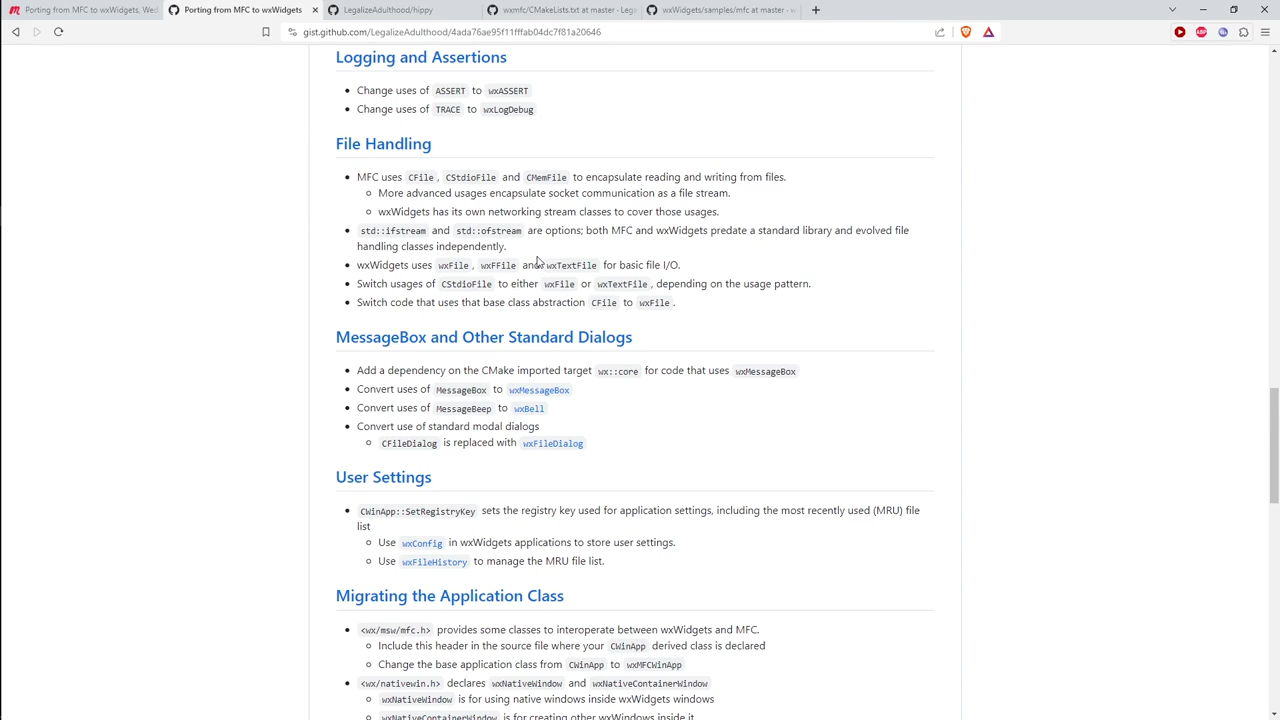 Porting from MFC to wxWidgets, Wed
Porting from MFC to wxWidgets
LegalizeAdulthood/hippy
wxmfc/CMakeLists.txt at master · Lega
wxWidgets/samples/mfc at master · w
gist.github.com/LegalizeAdulthood/4ada76ae95f11fffab04dc7f81a20646
Logging and Assertions
Change uses of ASSERT to wxASSERT
Change uses of TRACE to wxLogDebug
File Handling
MFC uses CFile, CStdioFile and CMemFile to encapsulate reading and writing from files.
More advanced usages encapsulate socket communication as a file stream.
wxWidgets has its own networking stream classes to cover those usages.
std::ifstream and std::ofstream are options; both MFC and wxWidgets predate a standard library and evolved file
handling classes independently.
wxWidgets uses wxFile, wxFFile and wxTextFile for basic file I/O.
Switch usages of CStdioFile to either wxFile or wxTextFile, depending on the usage pattern.
Switch code that uses that base class abstraction CFile to wxFile.
MessageBox and Other Standard Dialogs
Add a dependency on the CMake imported target wx::core for code that uses wxMessageBox
Convert uses of MessageBox to wxMessageBox
Convert uses of MessageBeep to wxBell
Convert use of standard modal dialogs
CFileDialog is replaced with wxFileDialog
User Settings
CWinApp::SetRegistryKey sets the registry key used for application settings, including the most recently used (MRU) file
list
Use wxConfig in wxWidgets applications to store user settings.
Use wxFileHistory to manage the MRU file list.
Migrating the Application Class
<wx/msw/mfc.h> provides some classes to interoperate between wxWidgets and MFC.
Include this header in the source file where your CWinApp derived class is declared
Change the base application class from CWinApp to wxMFCWinApp
<wx/nativewin.h> declares wxNativeWindow and wxNativeContainerWindow
wxNativeWindow is for using native windows inside wxWidgets windows
wxNativeContainerWindow is for creating other wxWindows inside it